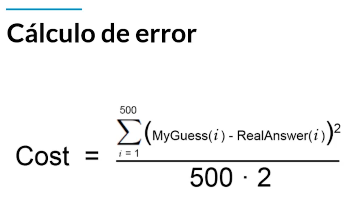 Cálculo de error
500
∑ (MyGuess(i) - RealAnswer(i))²
i = 1
Cost =
500 · 2